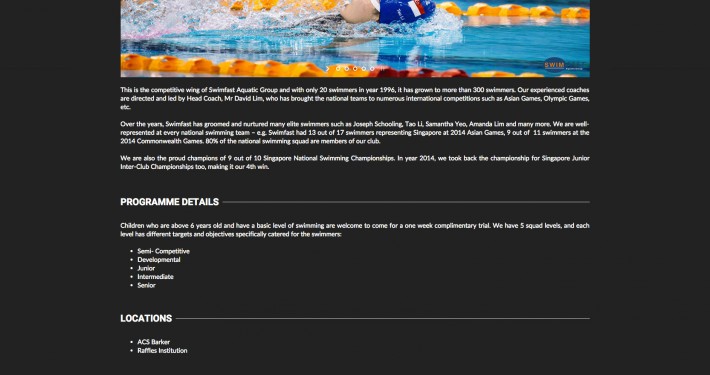 SWIM
This is the competitive wing of Swimfast Aquatic Group and with only 20 swimmers in year 1996, it has grown to more than 300 swimmers. Our experienced coaches
are directed and led by Head Coach, Mr David Lim, who has brought the national teams to numerous international competitions such as Asian Games, Olympic Games,
etc.
Over the years, Swimfast has groomed and nurtured many elite swimmers such as Joseph Schooling, Tao Li, Samantha Yeo, Amanda Lim and many more. We are well-
represented at every national swimming team – e.g. Swimfast had 13 out of 17 swimmers representing Singapore at 2014 Asian Games, 9 out of 11 swimmers at the
2014 Commonwealth Games. 80% of the national swimming squad are members of our club.
We are also the proud champions of 9 out of 10 Singapore National Swimming Championships. In year 2014, we took back the championship for Singapore Junior
Inter-Club Championships too, making it our 4th win.
PROGRAMME DETAILS
Children who are above 6 years old and have a basic level of swimming are welcome to come for a one week complimentary trial. We have 5 squad levels, and each
level has different targets and objectives specifically catered for the swimmers:
• Semi- Competitive
• Developmental
• Junior
• Intermediate
• Senior
LOCATIONS
• ACS Barker
• Raffles Institution